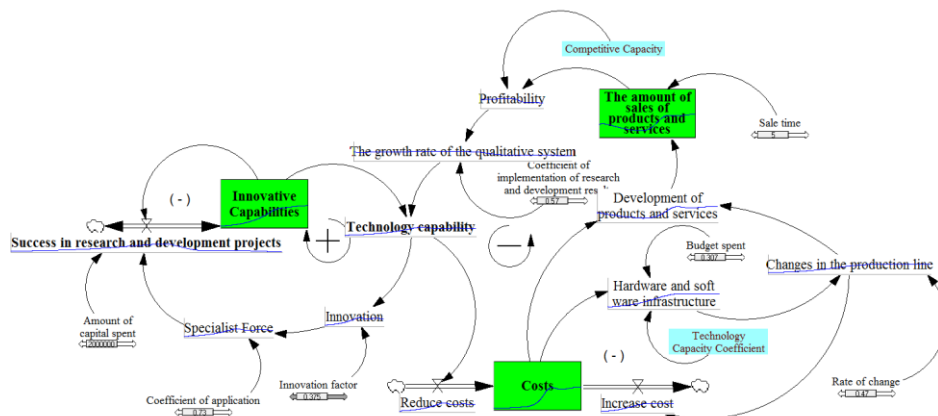 Competitive Capacity
Profitability
The amount of
sales of
products and
services
Sale time
5
The growth rate of the qualitative system
Coefficient of
implementation of research
and development
0.57
Innovative
Capabilities
( - )
Success in research and development projects
+
Technology capability
−
Development of
products and services
Budget spent
0.307
Changes in the production line
Hardware and soft
ware infrastructure
Amount of
capital spent
2000000
Specialist Force
Innovation
Technology
Capacity Coefficient
( - )
Coefficient of application
0.73
Innovation factor
0.375
Reduce costs
Costs
Increase cost
Rate of change
0.47